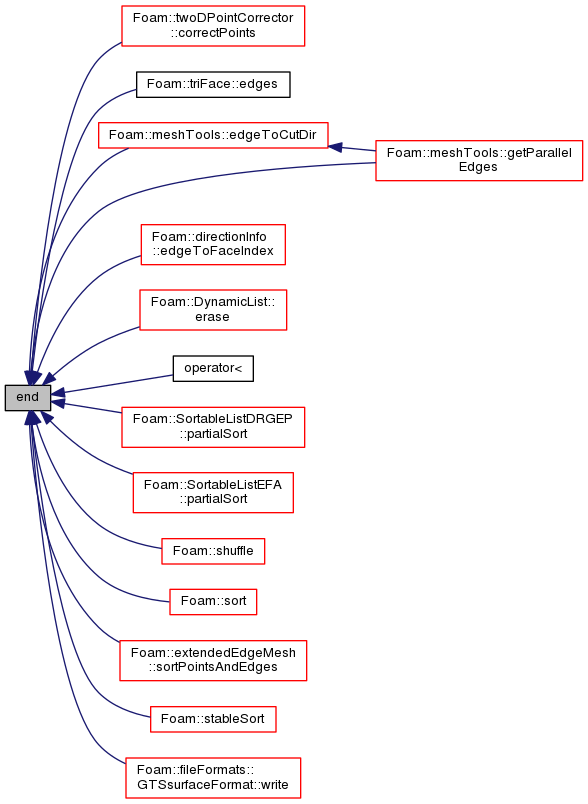 Foam::twoDPointCorrector
::correctPoints
Foam::triFace::edges
Foam::meshTools::edgeToCutDir
Foam::meshTools::getParallel
Edges
Foam::directionInfo
::edgeToFaceIndex
Foam::DynamicList::
erase
operator<
end
Foam::SortableListDRGEP
::partialSort
Foam::SortableListEFA
::partialSort
Foam::shuffle
Foam::sort
Foam::extendedEdgeMesh
::sortPointsAndEdges
Foam::stableSort
Foam::fileFormats::
GTSsurfaceFormat::write